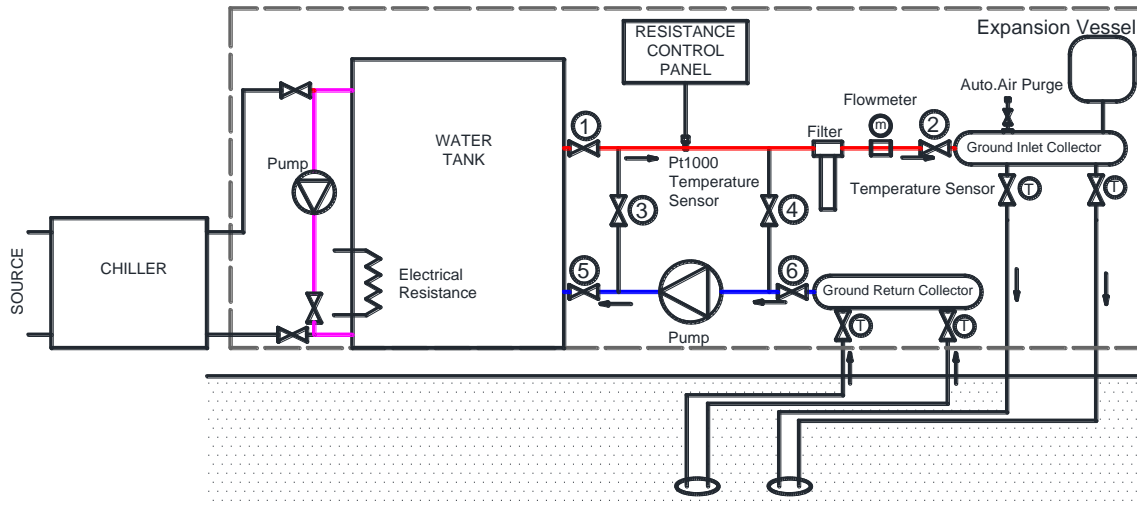 RESISTANCE
CONTROL
PANEL
Expansion Vessel
Auto.Air Purge
Flowmeter
m
Filter
1
2
Ground Inlet Collector
WATER
TANK
Pump
Pt1000
Temperature
Sensor
Temperature Sensor
T
T
3
4
SOURCE
CHILLER
Electrical
Resistance
5
6
Ground Return Collector
Pump
T
T